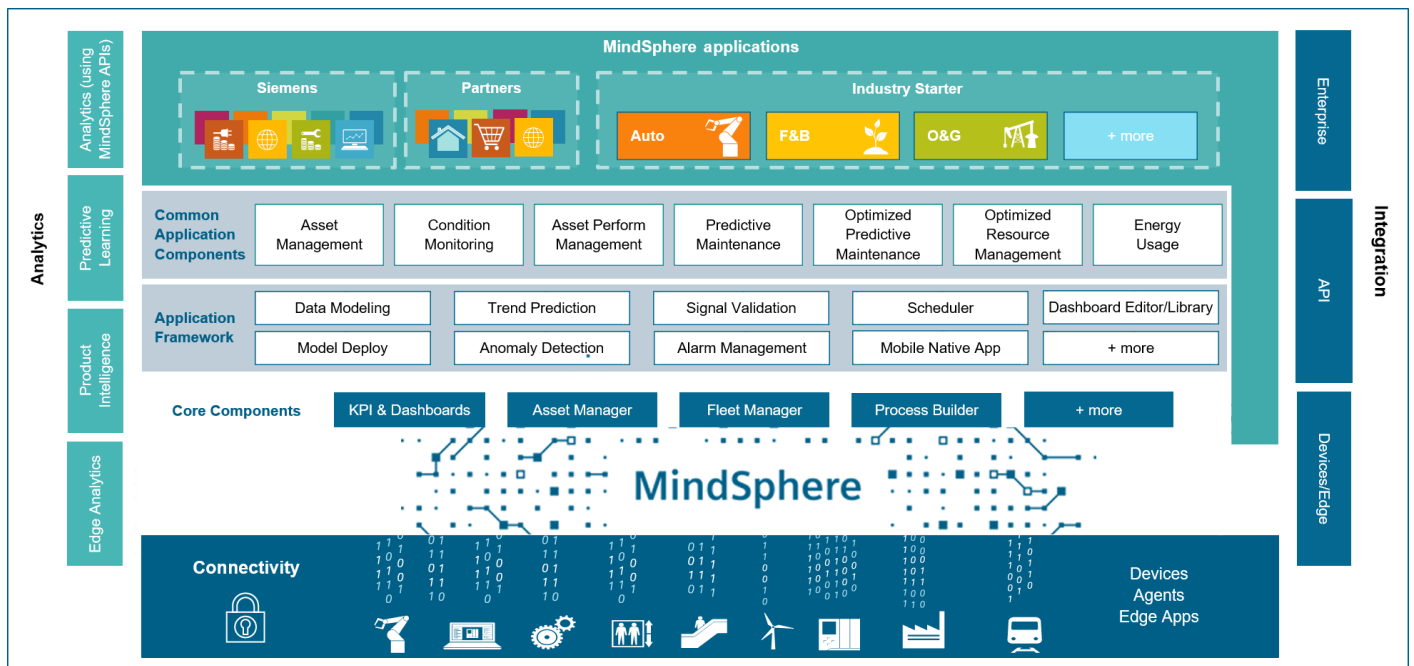 MindSphere applications
Siemens
Partners
Industry Starter
Auto
F&B
O&G
+ more
Common
Application
Components
Asset
Management
Condition
Monitoring
Asset Perform
Management
Predictive
Maintenance
Optimized
Predictive
Maintenance
Optimized
Resource
Management
Energy
Usage
Application
Framework
Data Modeling
Trend Prediction
Signal Validation
Scheduler
Dashboard Editor/Library
Model Deploy
Anomaly Detection
Alarm Management
Mobile Native App
+ more
Core Components
KPI & Dashboards
Asset Manager
Fleet Manager
Process Builder
+ more
MindSphere
Connectivity
Devices
Agents
Edge Apps
Analytics
Analytics (using
MindSphere APIs)
Predictive
Learning
Product
Intelligence
Edge Analytics
Integration
Enterprise
API
Devices/Edge